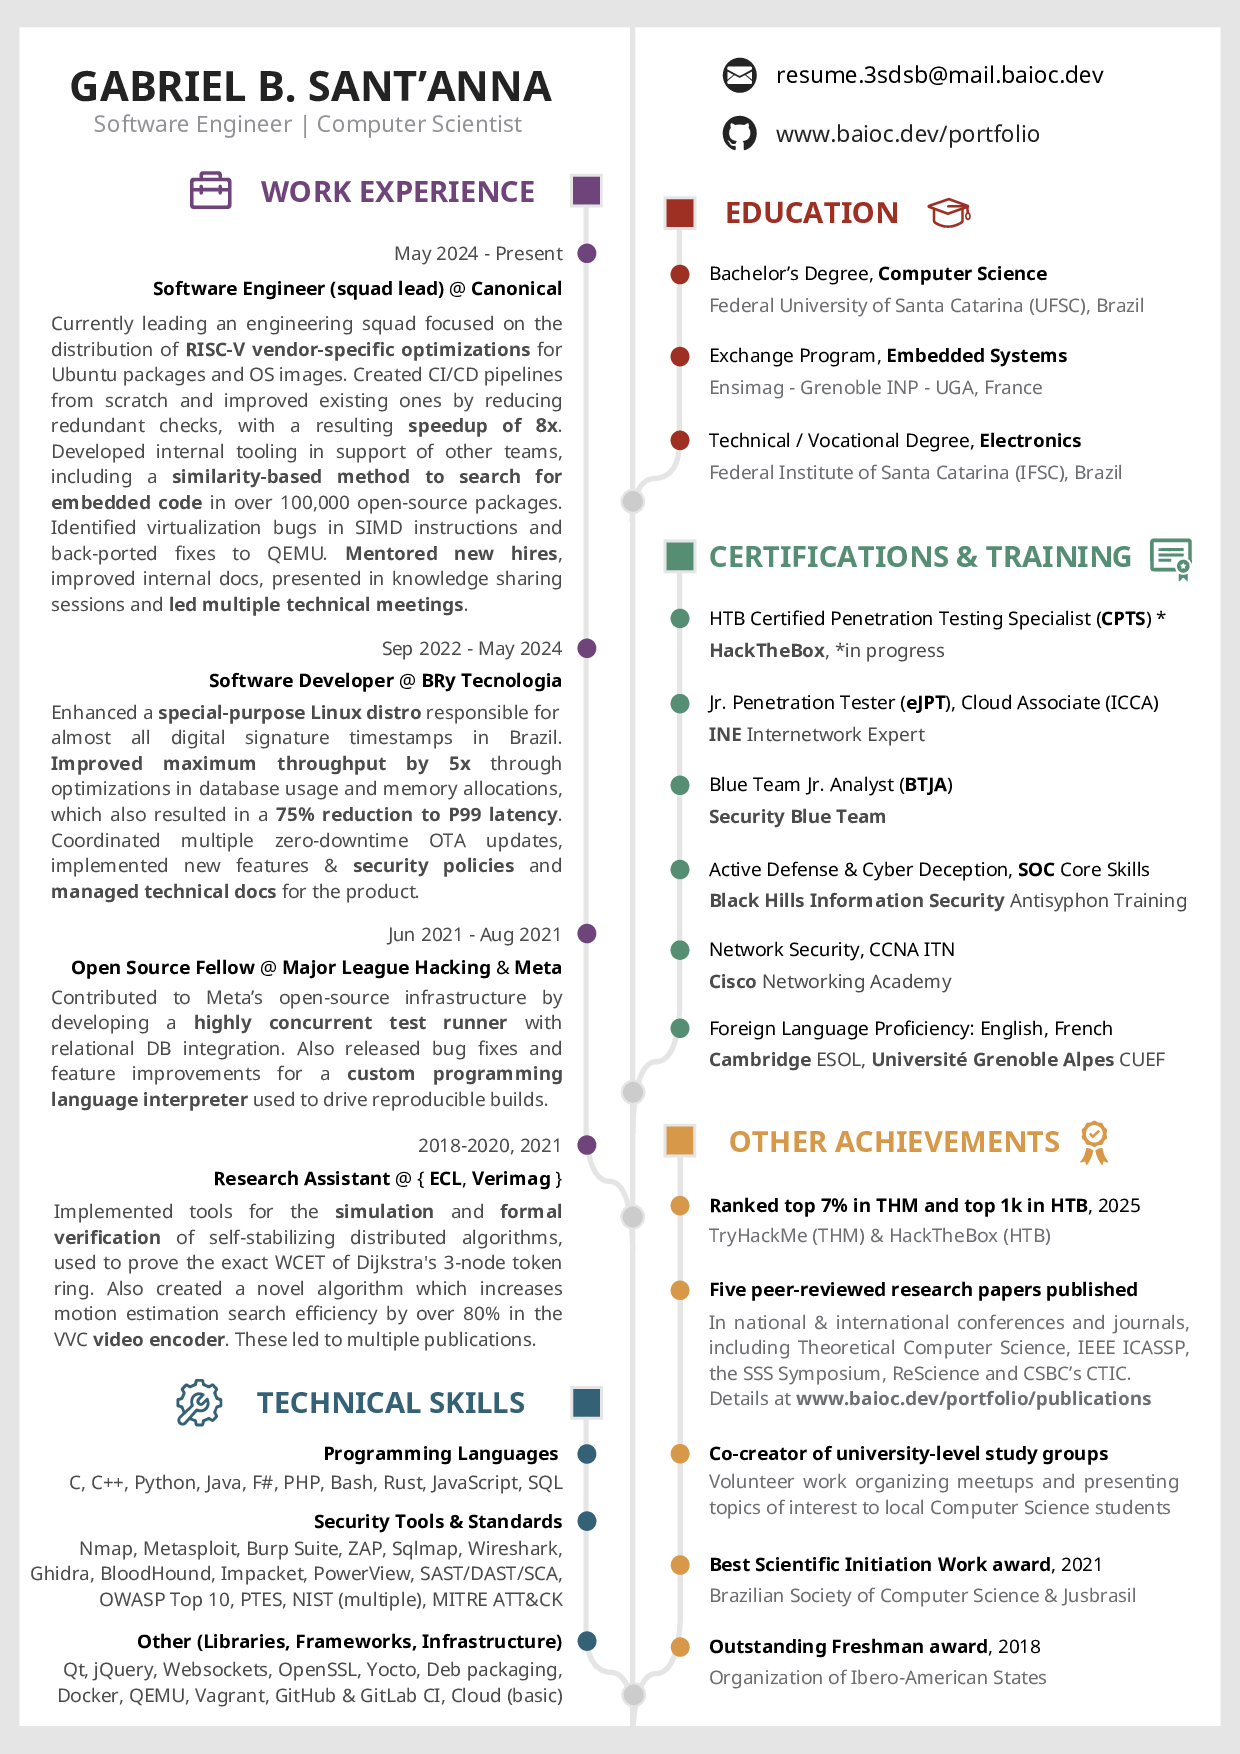 GABRIEL B. SANT’ANNA
Software Engineer | Computer Scientist
WORK EXPERIENCE
May 2024 - Present
Software Engineer (squad lead) @ Canonical
Currently leading an engineering squad focused on the
distribution of RISC-V vendor-specific optimizations for
Ubuntu packages and OS images. Created CI/CD pipelines
from scratch and improved existing ones by reducing
redundant checks, with a resulting speedup of 8x.
Developed internal tooling in support of other teams,
including a similarity-based method to search for
embedded code in over 100,000 open-source packages.
Identified virtualization bugs in SIMD instructions and
back-ported fixes to QEMU. Mentored new hires,
improved internal docs, presented in knowledge sharing
sessions and led multiple technical meetings.
Sep 2022 - May 2024
Software Developer @ BRy Tecnologia
Enhanced a special-purpose Linux distro responsible for
almost all digital signature timestamps in Brazil.
Improved maximum throughput by 5x through
optimizations in database usage and memory allocations,
which also resulted in a 75% reduction to P99 latency.
Coordinated multiple zero-downtime OTA updates,
implemented new features & security policies and
managed technical docs for the product.
Jun 2021 - Aug 2021
Open Source Fellow @ Major League Hacking & Meta
Contributed to Meta’s open-source infrastructure by
developing a highly concurrent test runner with
relational DB integration. Also released bug fixes and
feature improvements for a custom programming
language interpreter used to drive reproducible builds.
2018-2020, 2021
Research Assistant @ { ECL, Verimag }
Implemented tools for the simulation and formal
verification of self-stabilizing distributed algorithms,
used to prove the exact WCET of Dijkstra's 3-node token
ring. Also created a novel algorithm which increases
motion estimation search efficiency by over 80% in the
VVC video encoder. These led to multiple publications.
TECHNICAL SKILLS
Programming Languages
C, C++, Python, Java, F#, PHP, Bash, Rust, JavaScript, SQL
Security Tools & Standards
Nmap, Metasploit, Burp Suite, ZAP, Sqlmap, Wireshark,
Ghidra, BloodHound, Impacket, PowerView, SAST/DAST/SCA,
OWASP Top 10, PTES, NIST (multiple), MITRE ATT&CK
Other (Libraries, Frameworks, Infrastructure)
Qt, jQuery, Websockets, OpenSSL, Yocto, Deb packaging,
Docker, QEMU, Vagrant, GitHub & GitLab CI, Cloud (basic)
resume.3sdsb@mail.baioc.dev
www.baioc.dev/portfolio
EDUCATION
Bachelor’s Degree, Computer Science
Federal University of Santa Catarina (UFSC), Brazil
Exchange Program, Embedded Systems
Ensimag - Grenoble INP - UGA, France
Technical / Vocational Degree, Electronics
Federal Institute of Santa Catarina (IFSC), Brazil
CERTIFICATIONS & TRAINING
HTB Certified Penetration Testing Specialist (CPTS) *
HackTheBox, *in progress
Jr. Penetration Tester (eJPT), Cloud Associate (ICCA)
INE Internetwork Expert
Blue Team Jr. Analyst (BTJA)
Security Blue Team
Active Defense & Cyber Deception, SOC Core Skills
Black Hills Information Security Antisyphon Training
Network Security, CCNA ITN
Cisco Networking Academy
Foreign Language Proficiency: English, French
Cambridge ESOL, Université Grenoble Alpes CUEF
OTHER ACHIEVEMENTS
Ranked top 7% in THM and top 1k in HTB, 2025
TryHackMe (THM) & HackTheBox (HTB)
Five peer-reviewed research papers published
In national & international conferences and journals,
including Theoretical Computer Science, IEEE ICASSP,
the SSS Symposium, ReScience and CSBC’s CTIC.
Details at www.baioc.dev/portfolio/publications
Co-creator of university-level study groups
Volunteer work organizing meetups and presenting
topics of interest to local Computer Science students
Best Scientific Initiation Work award, 2021
Brazilian Society of Computer Science & Jusbrasil
Outstanding Freshman award, 2018
Organization of Ibero-American States